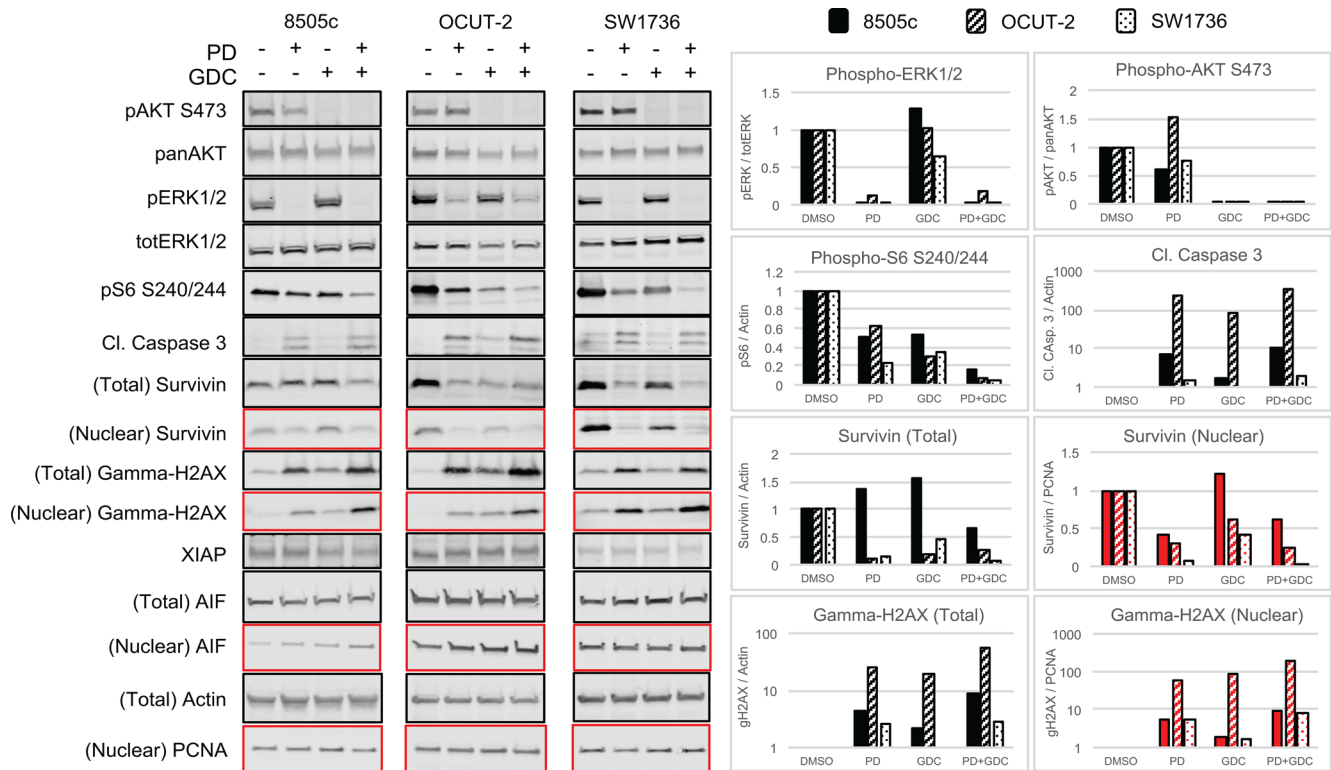 8505c OCUT-2 SW1736
PD - + - + - + - + - + - +
GDC - - + + - - + + - - + +
pAKT S473
panAKT
pERK1/2
totERK1/2
pS6 S240/244
Cl. Caspase 3
(Total) Survivin
(Nuclear) Survivin
(Total) Gamma-H2AX
(Nuclear) Gamma-H2AX
XIAP
(Total) AIF
(Nuclear) AIF
(Total) Actin
(Nuclear) PCNA
8505c OCUT-2 SW1736
Phospho-ERK1/2
pERK / totERK
1.5
1
0.5
0
DMSO PD GDC PD+GDC
Phospho-AKT S473
pAKT / panAKT
2
1.5
1
0.5
0
DMSO PD GDC PD+GDC
Phospho-S6 S240/244
pS6 / Actin
1.2
1
0.8
0.6
0.4
0.2
0
DMSO PD GDC PD+GDC
Cl. Caspase 3
Cl. CAsp. 3 / Actin
1000
100
10
1
DMSO PD GDC PD+GDC
Survivin (Total)
Survivin / Actin
2
1.5
1
0.5
0
DMSO PD GDC PD+GDC
Survivin (Nuclear)
Survivin / PCNA
1.5
1
0.5
0
DMSO PD GDC PD+GDC
Gamma-H2AX (Total)
gH2AX / Actin
100
10
1
DMSO PD GDC PD+GDC
Gamma-H2AX (Nuclear)
gH2AX / PCNA
1000
100
10
1
DMSO PD GDC PD+GDC